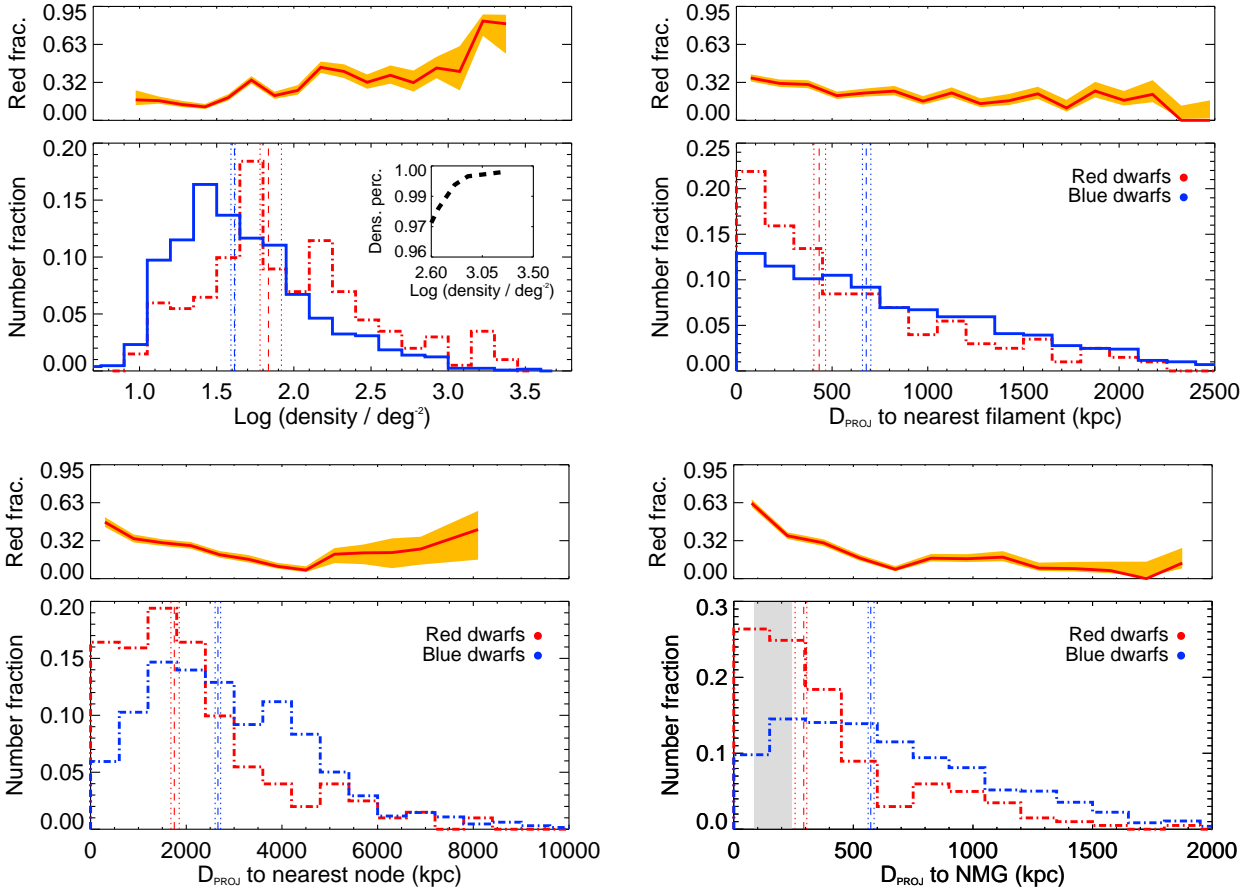 0.95
0.63
0.32
0.00
Red frac.
0.20
0.15
0.10
0.05
0.00
Number fraction
1.00
0.99
0.97
0.96
Dens. perc.
2.60 3.05 3.50
Log (density / deg-2)
1.0 1.5 2.0 2.5 3.0 3.5
Log (density / deg-2)
0.95
0.63
0.32
0.00
Red frac.
0.25
0.20
0.15
0.10
0.05
0.00
Number fraction
Red dwarfs
Blue dwarfs
0 500 1000 1500 2000 2500
DPROJ to nearest filament (kpc)
0.95
0.63
0.32
0.00
Red frac.
0.20
0.15
0.10
0.05
0.00
Number fraction
Red dwarfs
Blue dwarfs
0 2000 4000 6000 8000 10000
DPROJ to nearest node (kpc)
0.95
0.63
0.32
0.00
Red frac.
0.3
0.2
0.1
0.0
Number fraction
Red dwarfs
Blue dwarfs
0 500 1000 1500 2000
DPROJ to NMG (kpc)